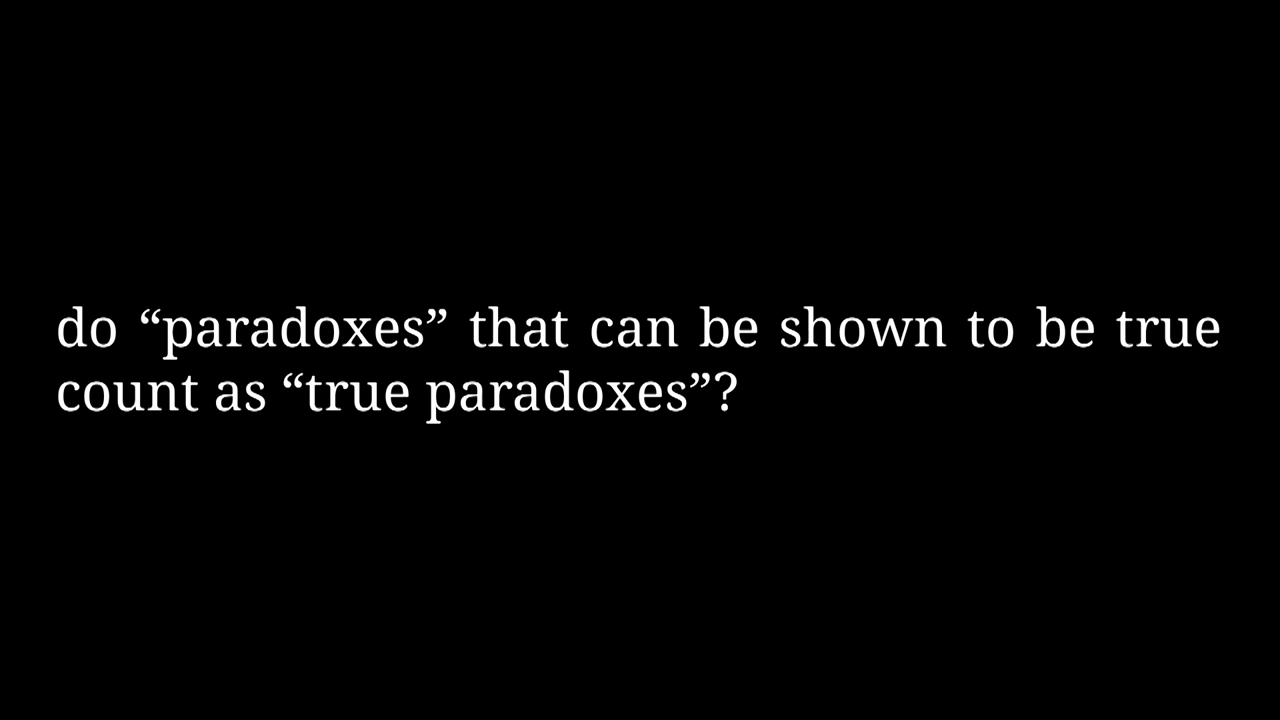 do “paradoxes” that can be shown to be true
count as “true paradoxes”?